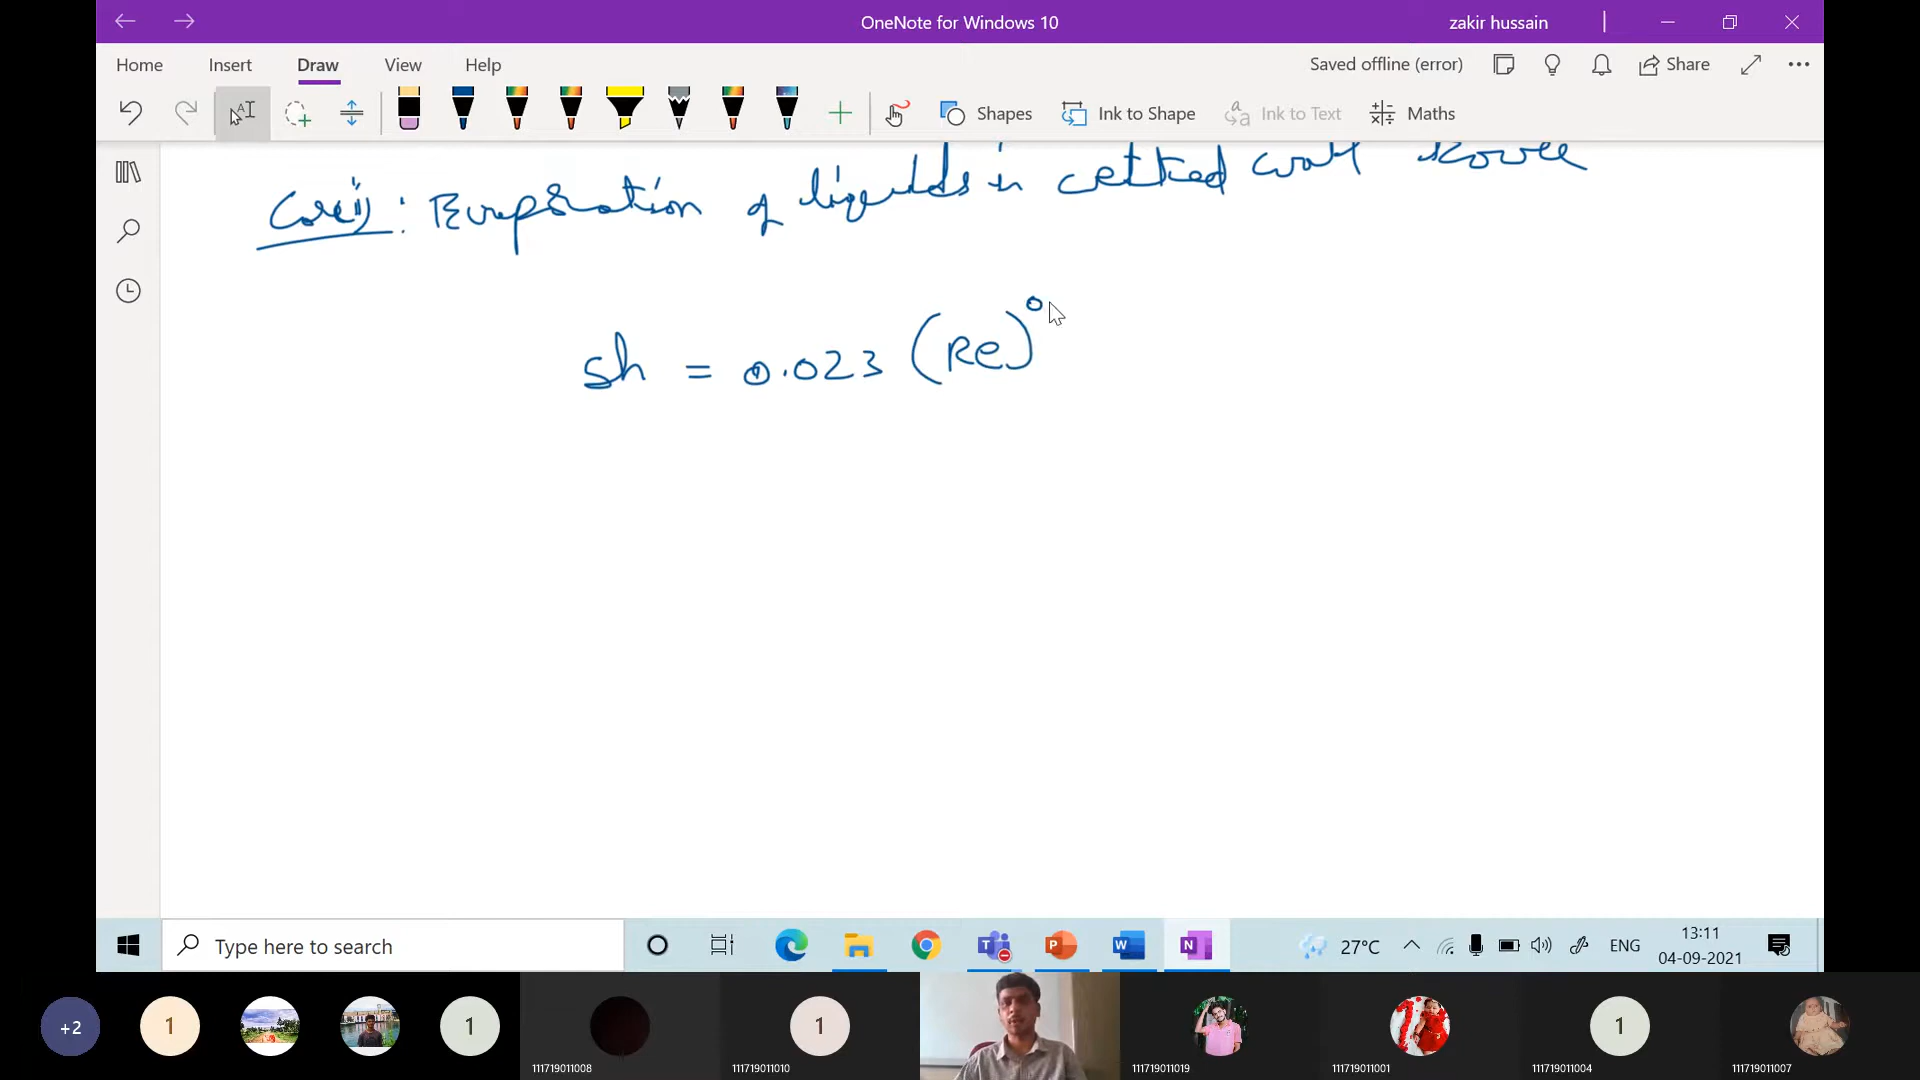 OneNote for Windows 10
zakir hussain
Home Insert Draw View Help
Saved offline (error) Share
Shapes Ink to Shape Ink to Text Maths
: Evaporation of liquids in wetted wall
Sh = 0.023 (Re)^0
Type here to search
27°C ENG
13:11
04-09-2021
+2 1 1 1 1
111719011008 111719011010 111719011019 111719011001 111719011004 111719011007